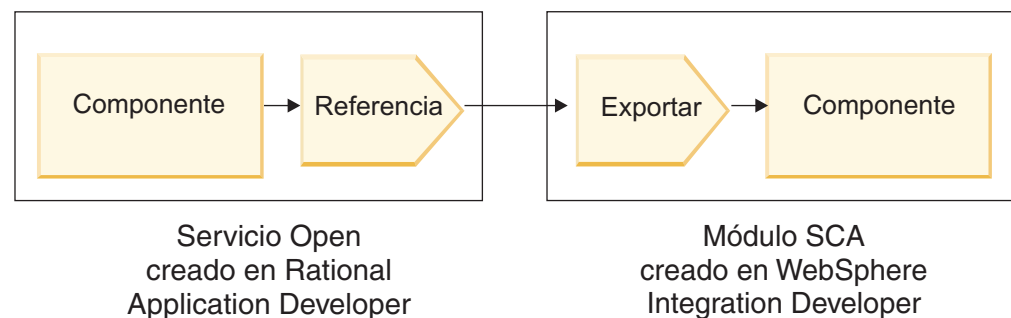 Componente
Referencia
Exportar
Componente
Servicio Open
creado en Rational
Application Developer
Módulo SCA
creado en WebSphere
Integration Developer